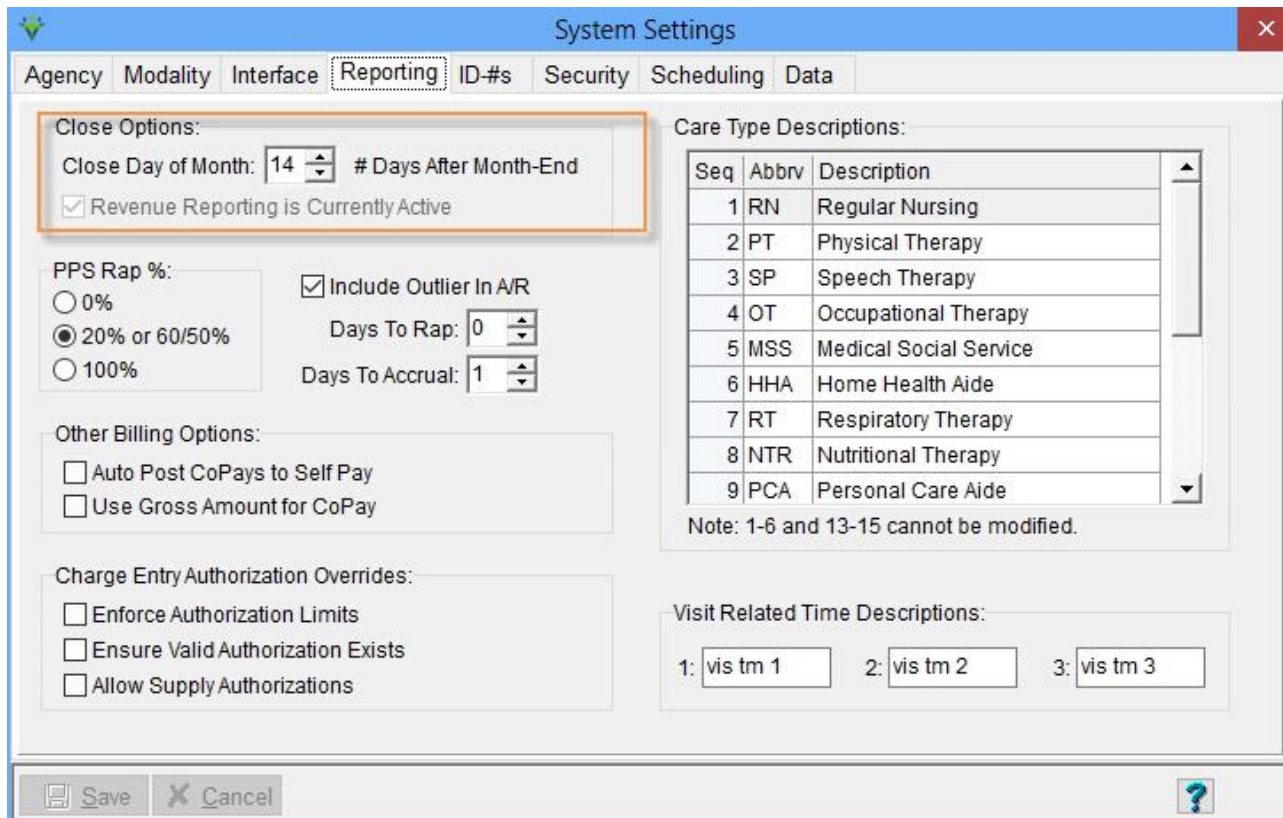 System Settings
Agency Modality Interface Reporting ID-#s Security Scheduling Data
Close Options:
Close Day of Month: 14 # Days After Month-End
Revenue Reporting is Currently Active
PPS Rap %:
0%
20% or 60/50%
100%
Include Outlier In A/R
Days To Rap: 0
Days To Accrual: 1
Other Billing Options:
Auto Post CoPays to Self Pay
Use Gross Amount for CoPay
Charge Entry Authorization Overrides:
Enforce Authorization Limits
Ensure Valid Authorization Exists
Allow Supply Authorizations
Care Type Descriptions:
Seq Abbrv Description
1 RN Regular Nursing
2 PT Physical Therapy
3 SP Speech Therapy
4 OT Occupational Therapy
5 MSS Medical Social Service
6 HHA Home Health Aide
7 RT Respiratory Therapy
8 NTR Nutritional Therapy
9 PCA Personal Care Aide
Note: 1-6 and 13-15 cannot be modified.
Visit Related Time Descriptions:
1: vis tm 1 2: vis tm 2 3: vis tm 3
Save Cancel ?